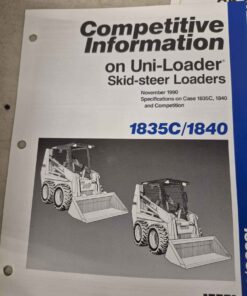 Competitive
Information
on Uni-Loader®
Skid-steer Loaders
November 1990
Specifications on Case 1835C, 1840
and Competition
1835C/1840